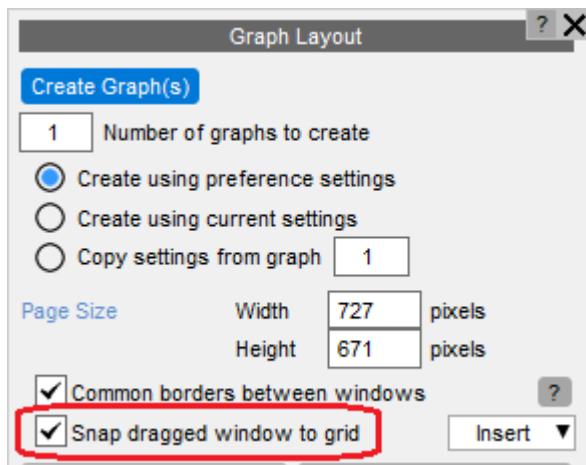 Graph Layout ?
Create Graph(s)
1 Number of graphs to create
Create using preference settings
Create using current settings
Copy settings from graph 1
Page Size Width 727 pixels
Height 671 pixels
Common borders between windows ?
Snap dragged window to grid Insert